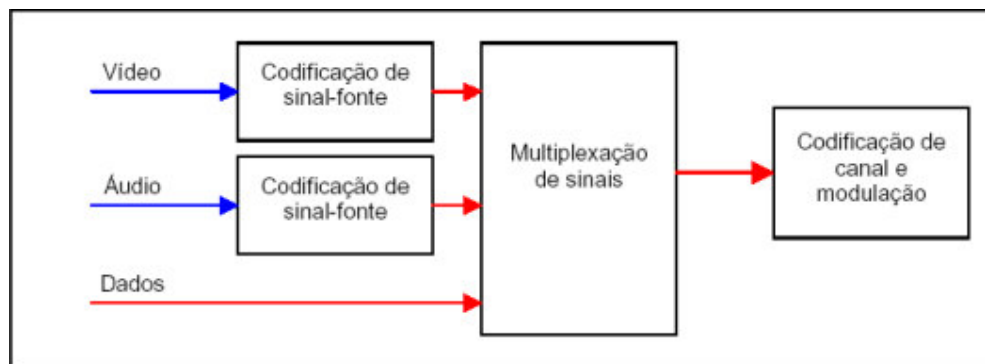 Vídeo
Codificação de
sinal-fonte
Áudio
Codificação de
sinal-fonte
Dados
Multiplexação
de sinais
Codificação de
canal e
modulação